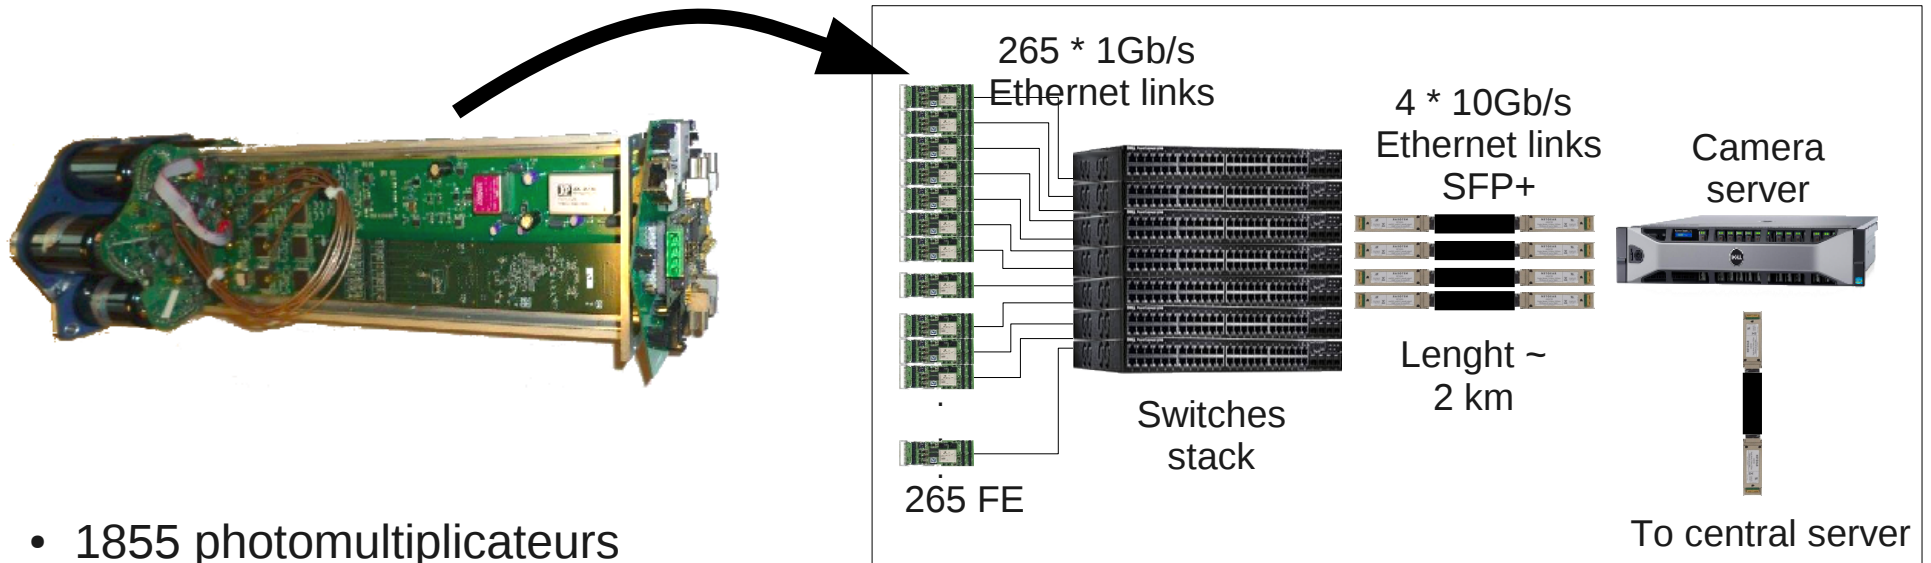 265 * 1Gb/s
Ethernet links
4 * 10Gb/s
Ethernet links
SFP+
Camera
server
Lenght ~
2 km
Switches
stack
265 FE
To central server
• 1855 photomultiplicateurs